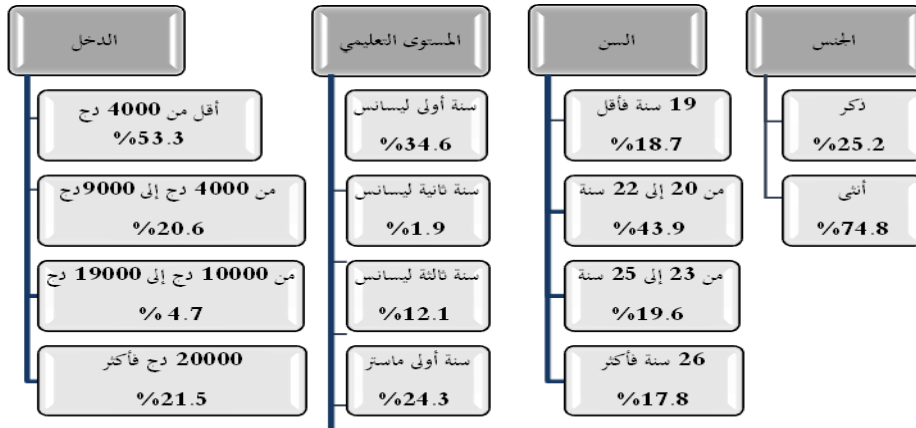 الجنس
ذكر
%25.2
أنثى
%74.8
السن
19 سنة فأقل
%18.7
من 20 إلى 22 سنة
%43.9
من 23 إلى 25 سنة
%19.6
26 سنة فأكثر
%17.8
المستوى التعليمي
سنة أولى ليسانس
%34.6
سنة ثانية ليسانس
%1.9
سنة ثالثة ليسانس
%12.1
سنة أولى ماستر
%24.3
الدخل
أقل من 4000 دج
%53.3
من 4000 دج إلى 9000دج
%20.6
من 10000 دج إلى 19000 دج
% 4.7
20000 دج فأكثر
%21.5